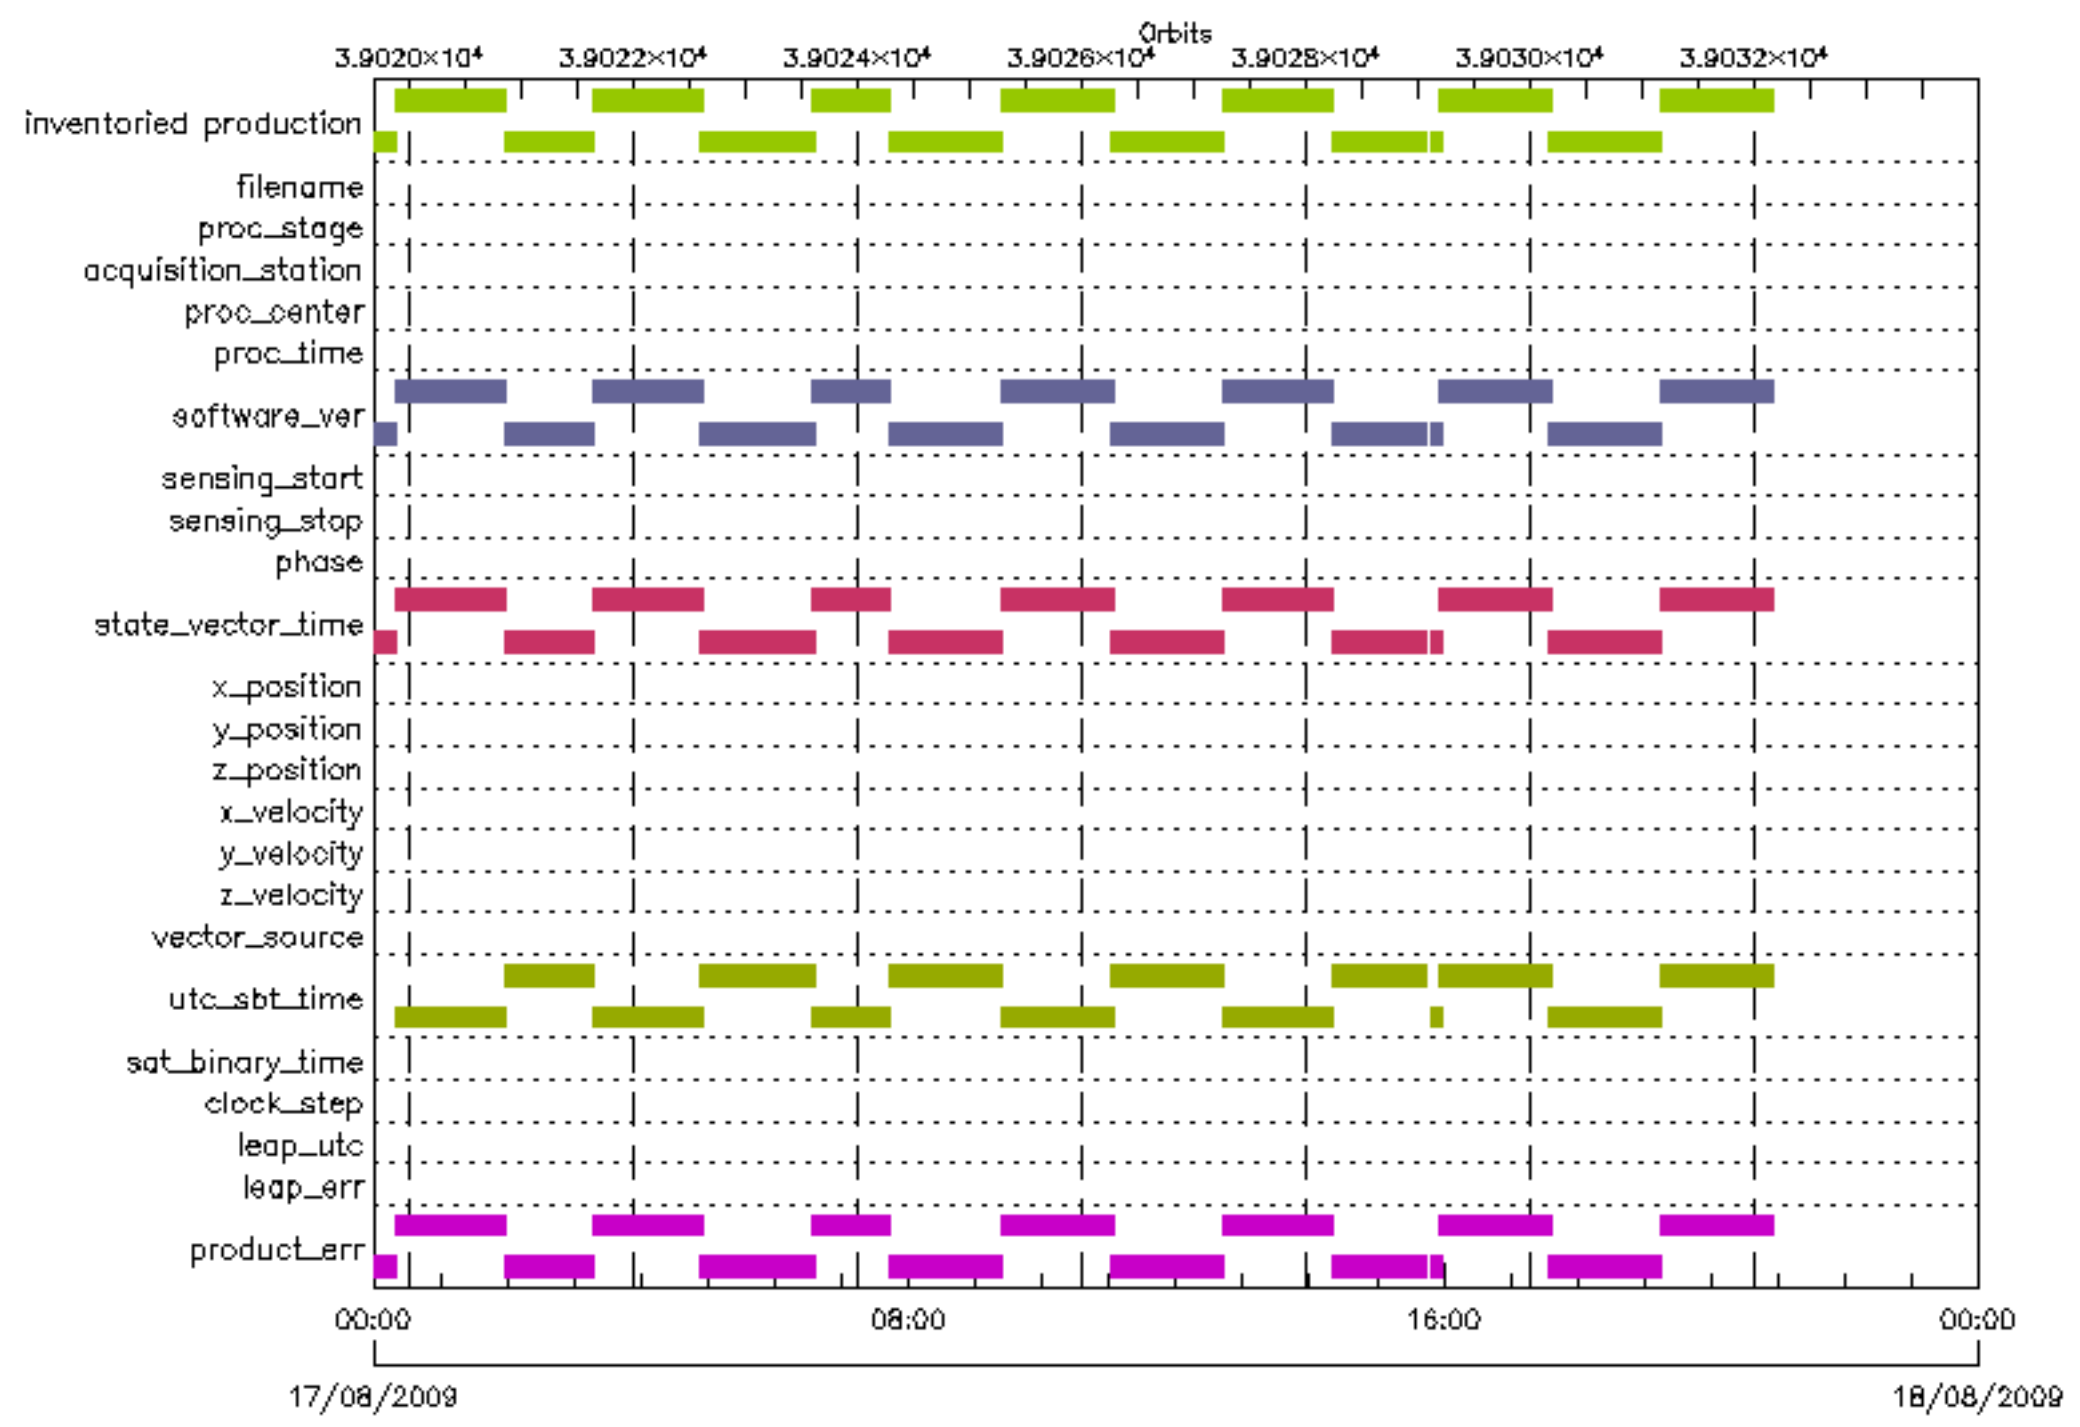 Orbits
3.9020×10⁴ 3.9022×10⁴ 3.9024×10⁴ 3.9026×10⁴ 3.9028×10⁴ 3.9030×10⁴ 3.9032×10⁴
inventoried production
filename
proc_stage
acquisition_station
proc_center
proc_time
software_ver
sensing_start
sensing_stop
phase
state_vector_time
x_position
y_position
z_position
x_velocity
y_velocity
z_velocity
vector_source
utc_sbt_time
sat_binary_time
clock_step
leap_utc
leap_err
product_err
00:00 08:00 16:00 00:00
17/08/2009 18/08/2009